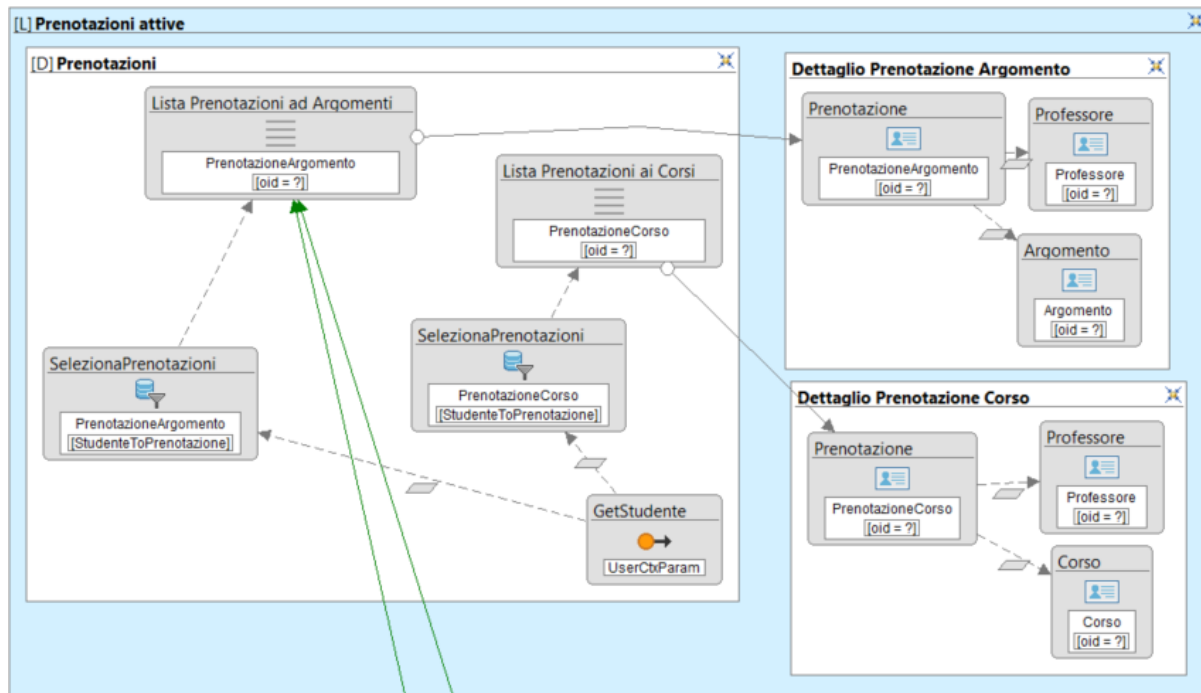 [L] Prenotazioni attive
[D] Prenotazioni
Lista Prenotazioni ad Argomenti
PrenotazioneArgomento
[oid = ?]
Lista Prenotazioni ai Corsi
PrenotazioneCorso
[oid = ?]
SelezionaPrenotazioni
PrenotazioneArgomento
[StudenteToPrenotazione]
SelezionaPrenotazioni
PrenotazioneCorso
[StudenteToPrenotazione]
GetStudente
UserCtxParam
Dettaglio Prenotazione Argomento
Prenotazione
PrenotazioneArgomento
[oid = ?]
Professore
Professore
[oid = ?]
Argomento
Argomento
[oid = ?]
Dettaglio Prenotazione Corso
Prenotazione
PrenotazioneCorso
[oid = ?]
Professore
Professore
[oid = ?]
Corso
Corso
[oid = ?]